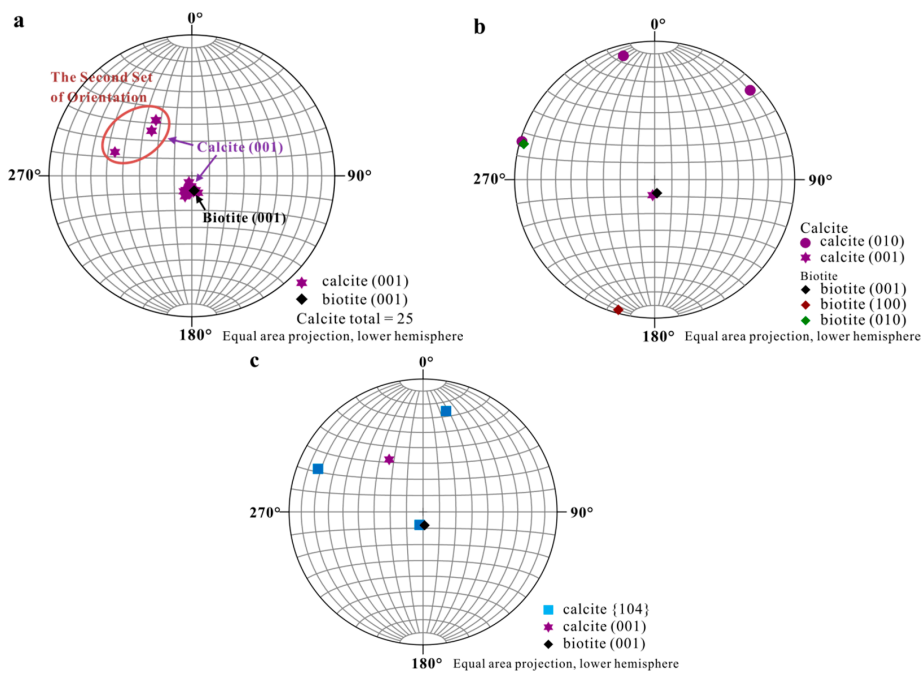 a
0°
The Second Set
of Orientation
Calcite (001)
270°
90°
Biotite (001)
calcite (001)
biotite (001)
Calcite total = 25
180°
Equal area projection, lower hemisphere
b
0°
270°
90°
Calcite
calcite (010)
calcite (001)
Biotite
biotite (001)
biotite (100)
biotite (010)
180°
Equal area projection, lower hemisphere
c
0°
270°
90°
calcite {104}
calcite (001)
biotite (001)
180°
Equal area projection, lower hemisphere